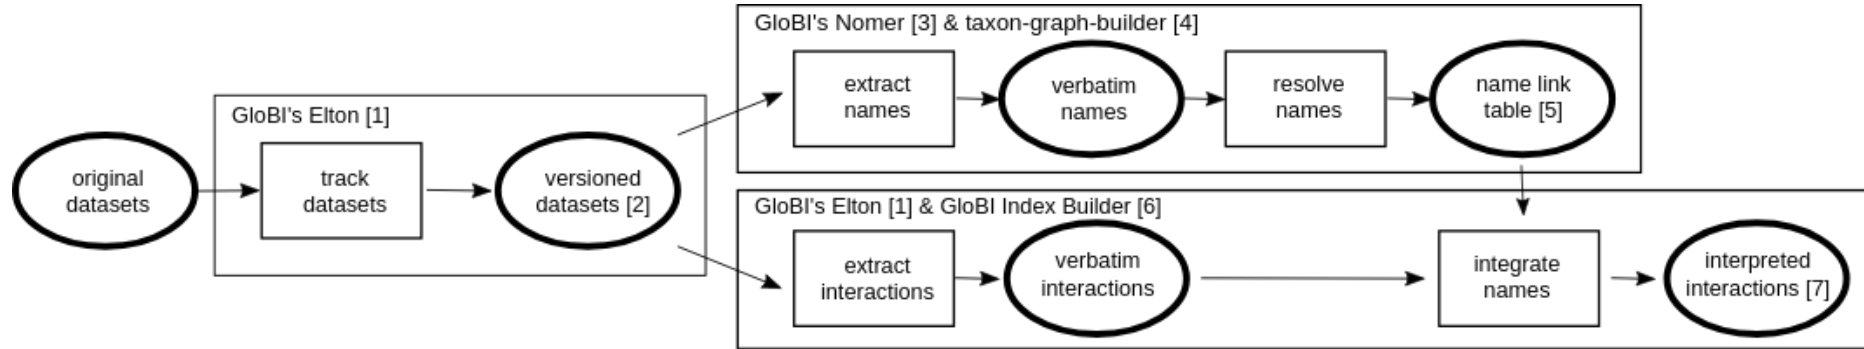 GloBI's Nomer [3] & taxon-graph-builder [4]
extract
names
verbatim
names
resolve
names
name link
table [5]
GloBI's Elton [1]
original
datasets
track
datasets
versioned
datasets [2]
GloBI's Elton [1] & GloBI Index Builder [6]
extract
interactions
verbatim
interactions
integrate
names
interpreted
interactions [7]